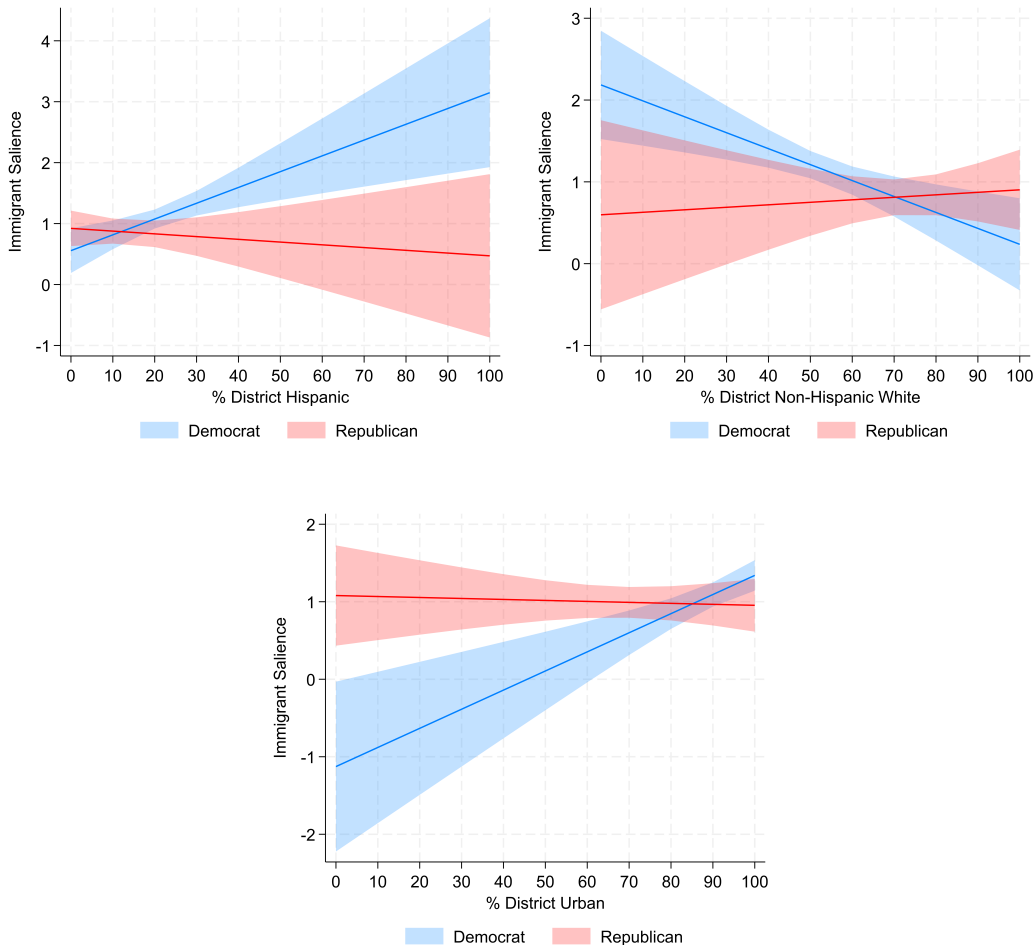 Immigrant Salience
4
3
2
1
0
-1
0 10 20 30 40 50 60 70 80 90 100
% District Hispanic
Democrat Republican
Immigrant Salience
3
2
1
0
-1
0 10 20 30 40 50 60 70 80 90 100
% District Non-Hispanic White
Democrat Republican
Immigrant Salience
2
1
0
-1
-2
0 10 20 30 40 50 60 70 80 90 100
% District Urban
Democrat Republican